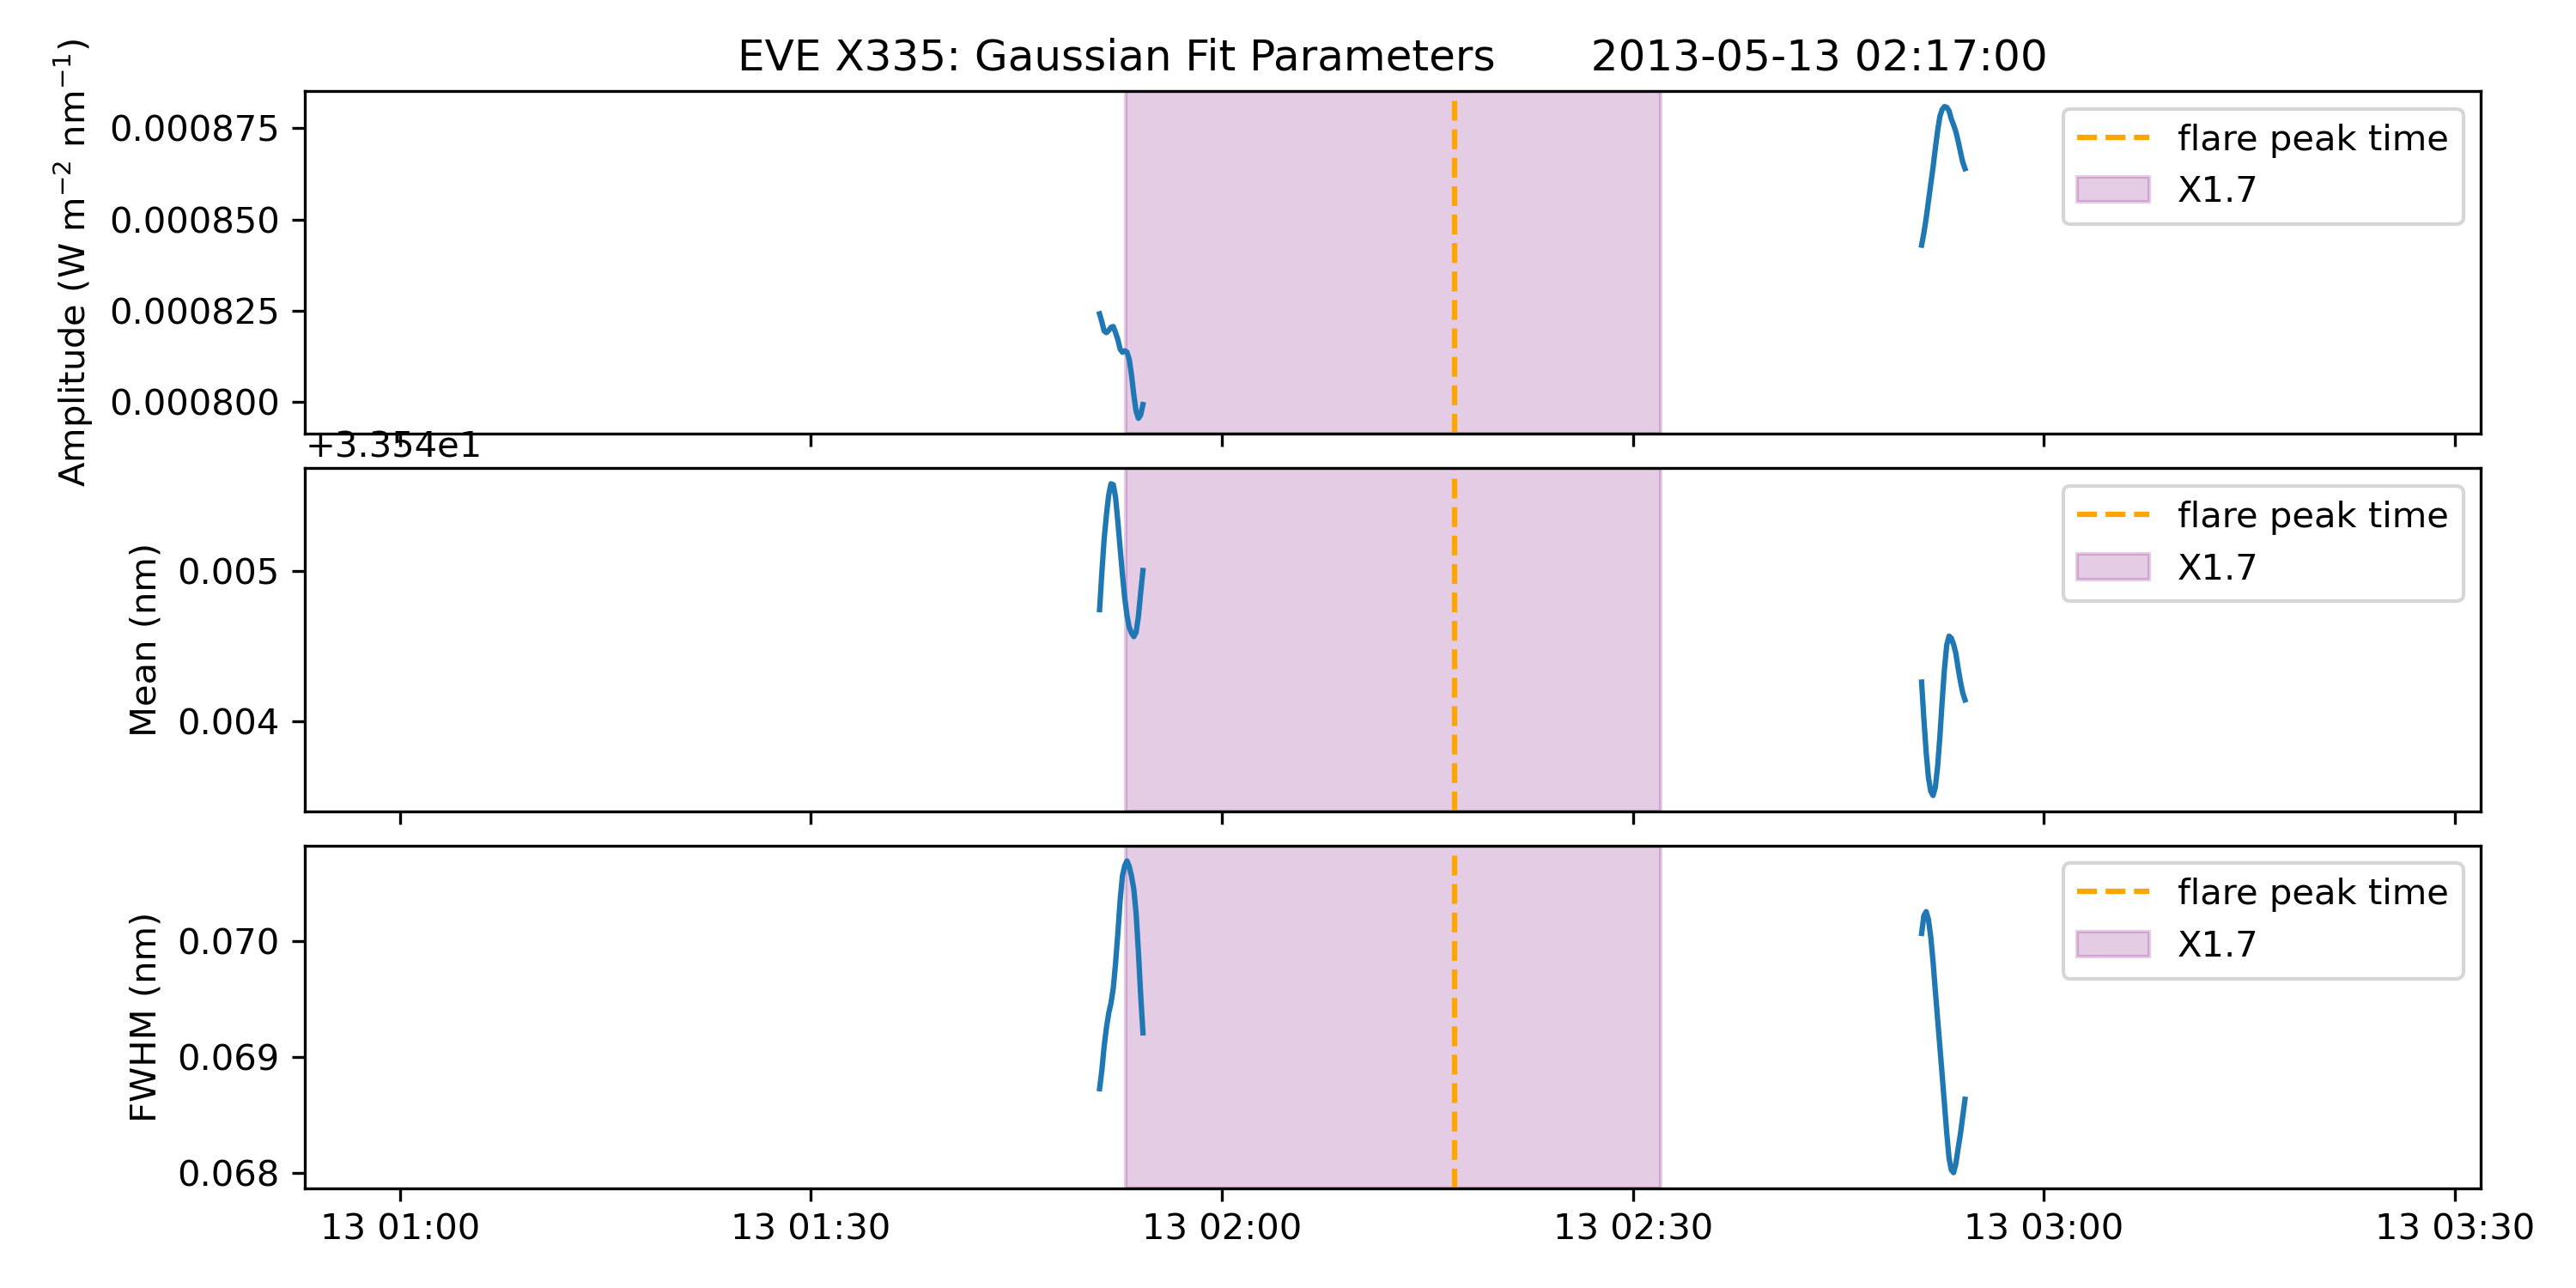 EVE X335: Gaussian Fit Parameters 2013-05-13 02:17:00
Amplitude (W m⁻² nm⁻¹)
0.000875
0.000850
0.000825
0.000800
flare peak time
X1.7
+3.354e1
Mean (nm)
0.005
0.004
flare peak time
X1.7
FWHM (nm)
0.070
0.069
0.068
flare peak time
X1.7
13 01:00 13 01:30 13 02:00 13 02:30 13 03:00 13 03:30